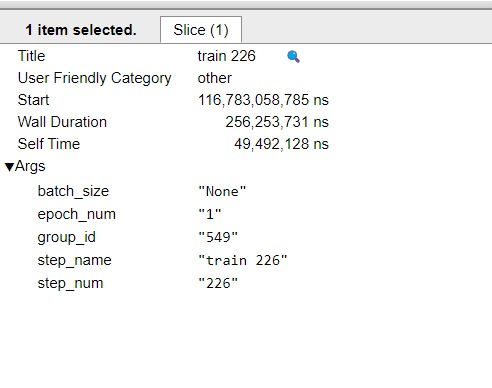 1 item selected. Slice (1)
Title train 226
User Friendly Category other
Start 116,783,058,785 ns
Wall Duration 256,253,731 ns
Self Time 49,492,128 ns
▼Args
batch_size "None"
epoch_num "1"
group_id "549"
step_name "train 226"
step_num "226"